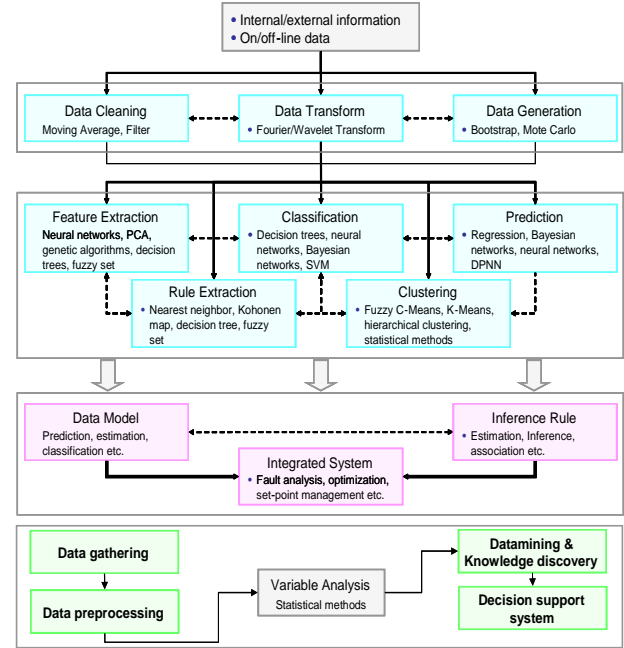 • Internal/external information
• On/off-line data
Data Cleaning
Moving Average, Filter
Data Transform
• Fourier/Wavelet Transform
Data Generation
• Bootstrap, Mote Carlo
Feature Extraction
Neural networks, PCA,
genetic algorithms, decision
trees, fuzzy set
Classification
• Decision trees, neural
networks, Bayesian
networks, SVM
Prediction
• Regression, Bayesian
networks, neural networks,
DPNN
Rule Extraction
• Nearest neighbor, Kohonen
map, decision tree, fuzzy
set
Clustering
• Fuzzy C-Means, K-Means,
hierarchical clustering,
statistical methods
Data Model
Prediction, estimation,
classification etc.
Inference Rule
• Estimation, Inference,
association etc.
Integrated System
• Fault analysis, optimization,
set-point management etc.
Data gathering
Data preprocessing
Variable Analysis
Statistical methods
Datamining &
Knowledge discovery
Decision support
system